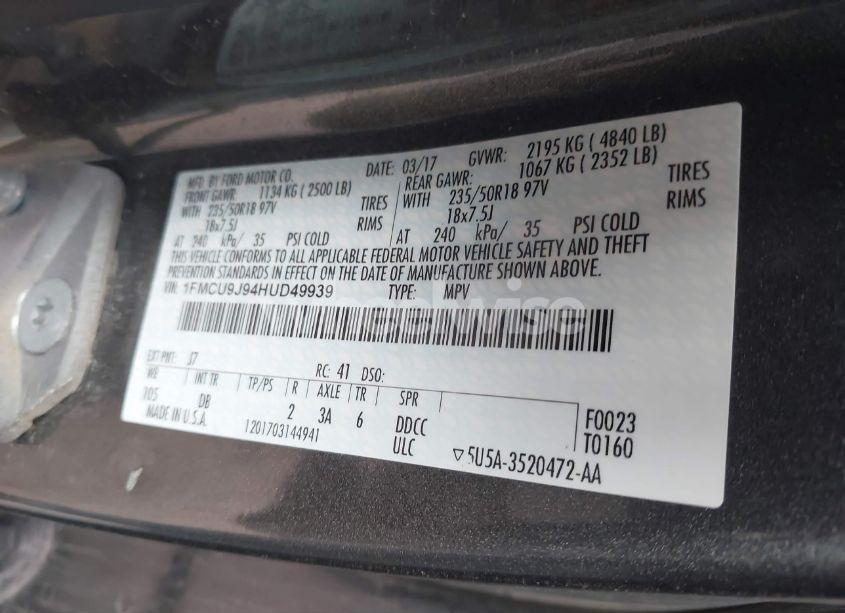 MFD. BY FORD MOTOR CO. DATE: 03/17 GVWR: 2195 KG ( 4840 LB)
FRONT GAWR: 1134 KG ( 2500 LB) REAR GAWR: 1067 KG ( 2352 LB)
WITH 235/50R18 97V TIRES WITH 235/50R18 97V TIRES
18x7.5J RIMS 18x7.5J RIMS
AT 240 kPa/ 35 PSI COLD AT 240 kPa/ 35 PSI COLD
THIS VEHICLE CONFORMS TO ALL APPLICABLE FEDERAL MOTOR VEHICLE SAFETY AND THEFT
PREVENTION STANDARDS IN EFFECT ON THE DATE OF MANUFACTURE SHOWN ABOVE.
VIN: 1FMCU9J94HUD49939 TYPE: MPV
EXT PNT: J7 RC: 41 DSO:
WB INT TR TP/PS R AXLE TR SPR
105 DB 2 3A 6 DDCC F0023
MADE IN U.S.A. 1201703144941 ULC T0160
▽5U5A-3520472-AA